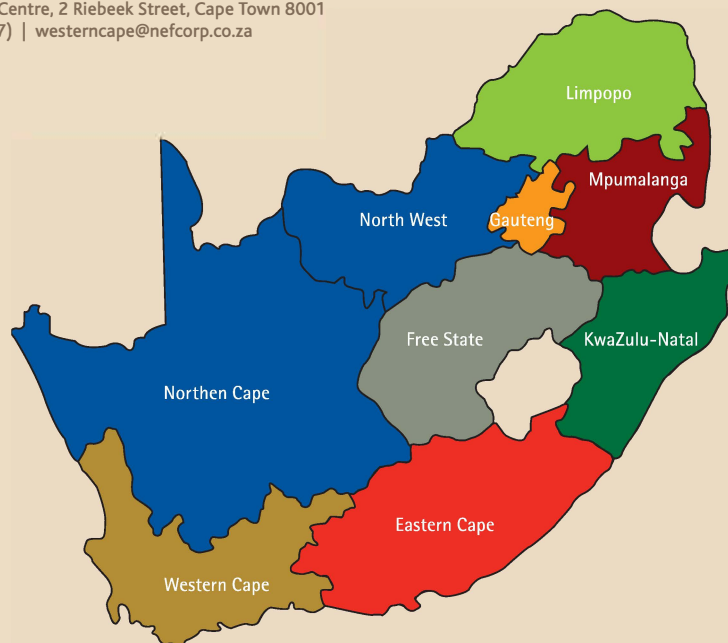 Centre, 2 Riebeek Street, Cape Town 8001
7) | westerncape@nefcorp.co.za
Limpopo
Mpumalanga
North West
Gauteng
Free State
KwaZulu-Natal
Northen Cape
Eastern Cape
Western Cape